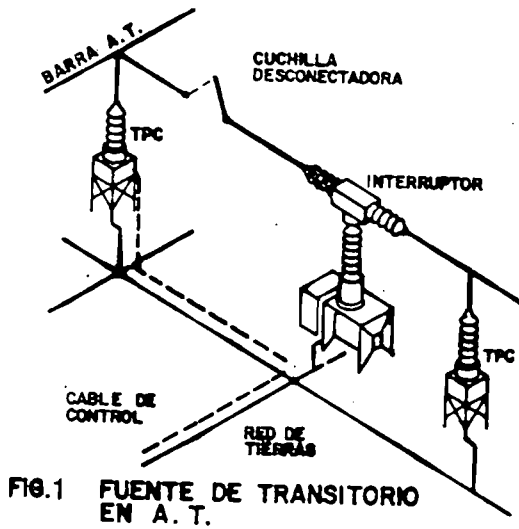 BARRA A.T.
CUCHILLA
DESCONECTADORA
TPC
INTERRUPTOR
TPC
CABLE DE
CONTROL
RED DE
TIERRAS
FIG.1 FUENTE DE TRANSITORIO
EN A.T.